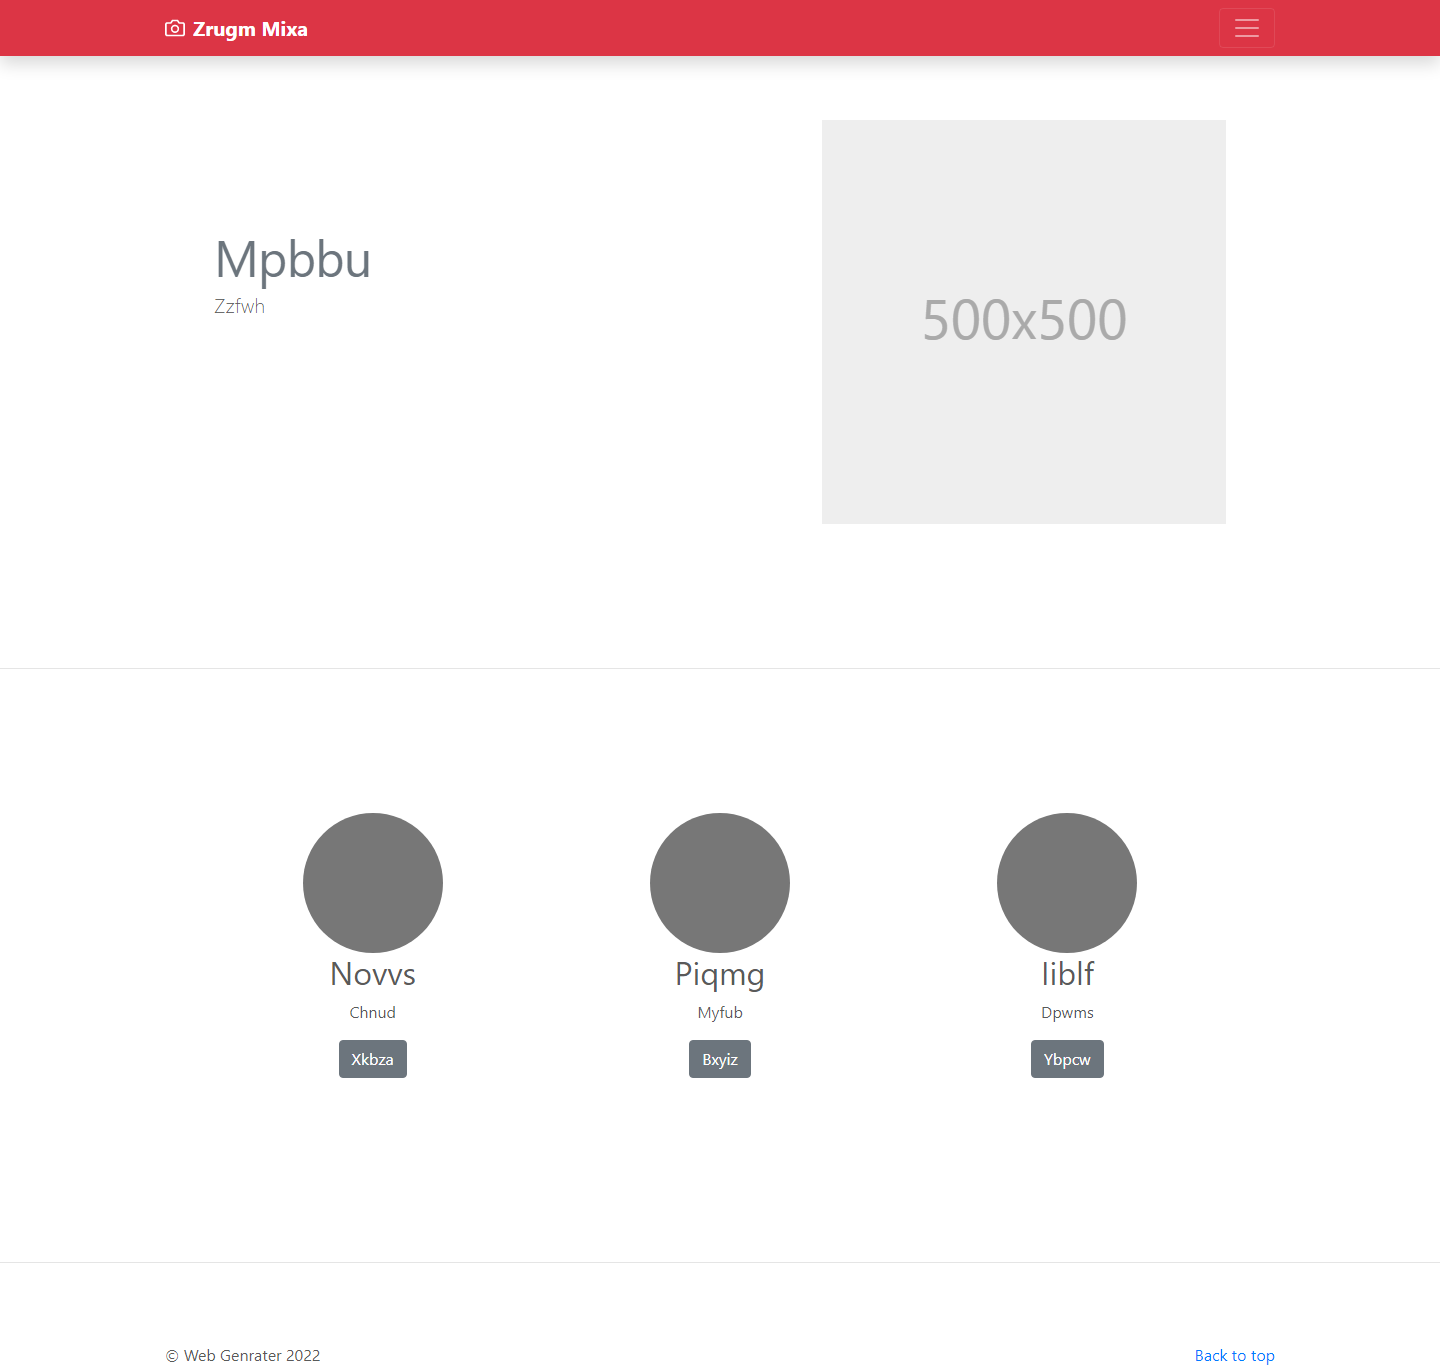 Zrugm Mixa
Mpbbu
Zzfwh
500x500
Novvs
Piqmg
Iiblf
Chnud
Myfub
Dpwms
Xkbza
Bxyiz
Ybpcw
© Web Genrater 2022
Back to top